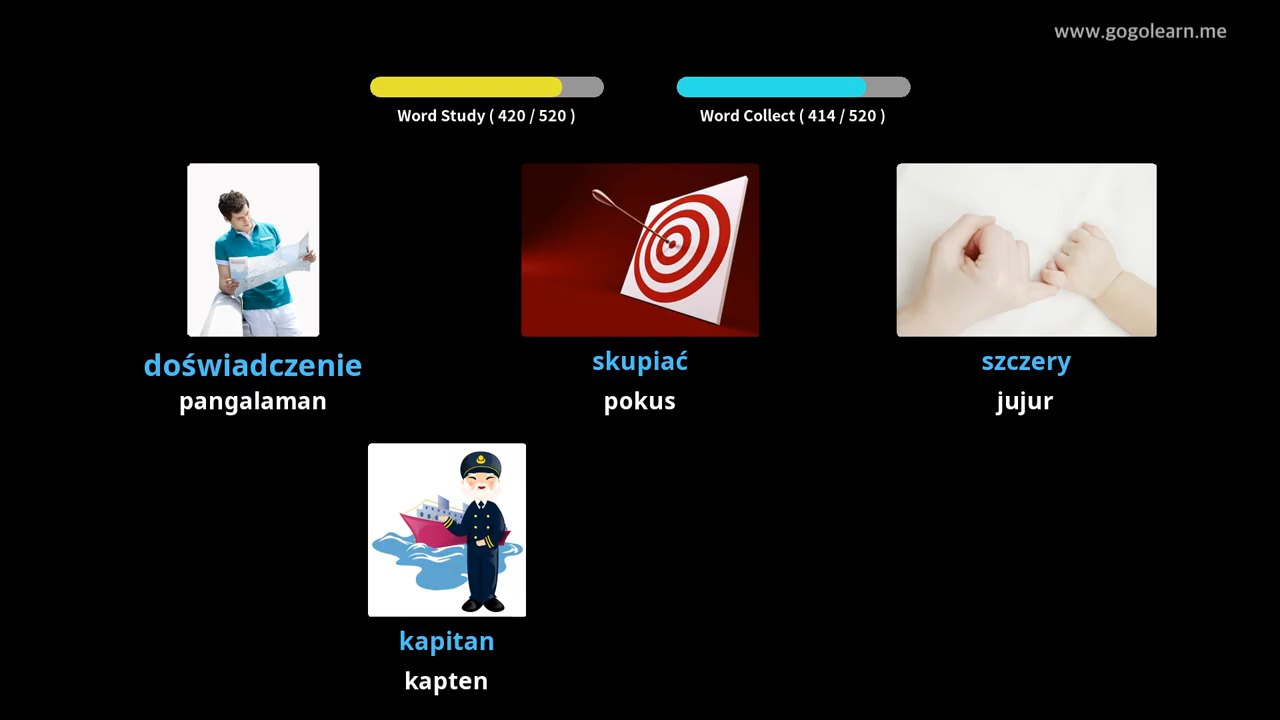 www.gogolearn.me
Word Study ( 420 / 520 )
Word Collect ( 414 / 520 )
doświadczenie
pangalaman
skupiać
pokus
szczery
jujur
kapitan
kapten